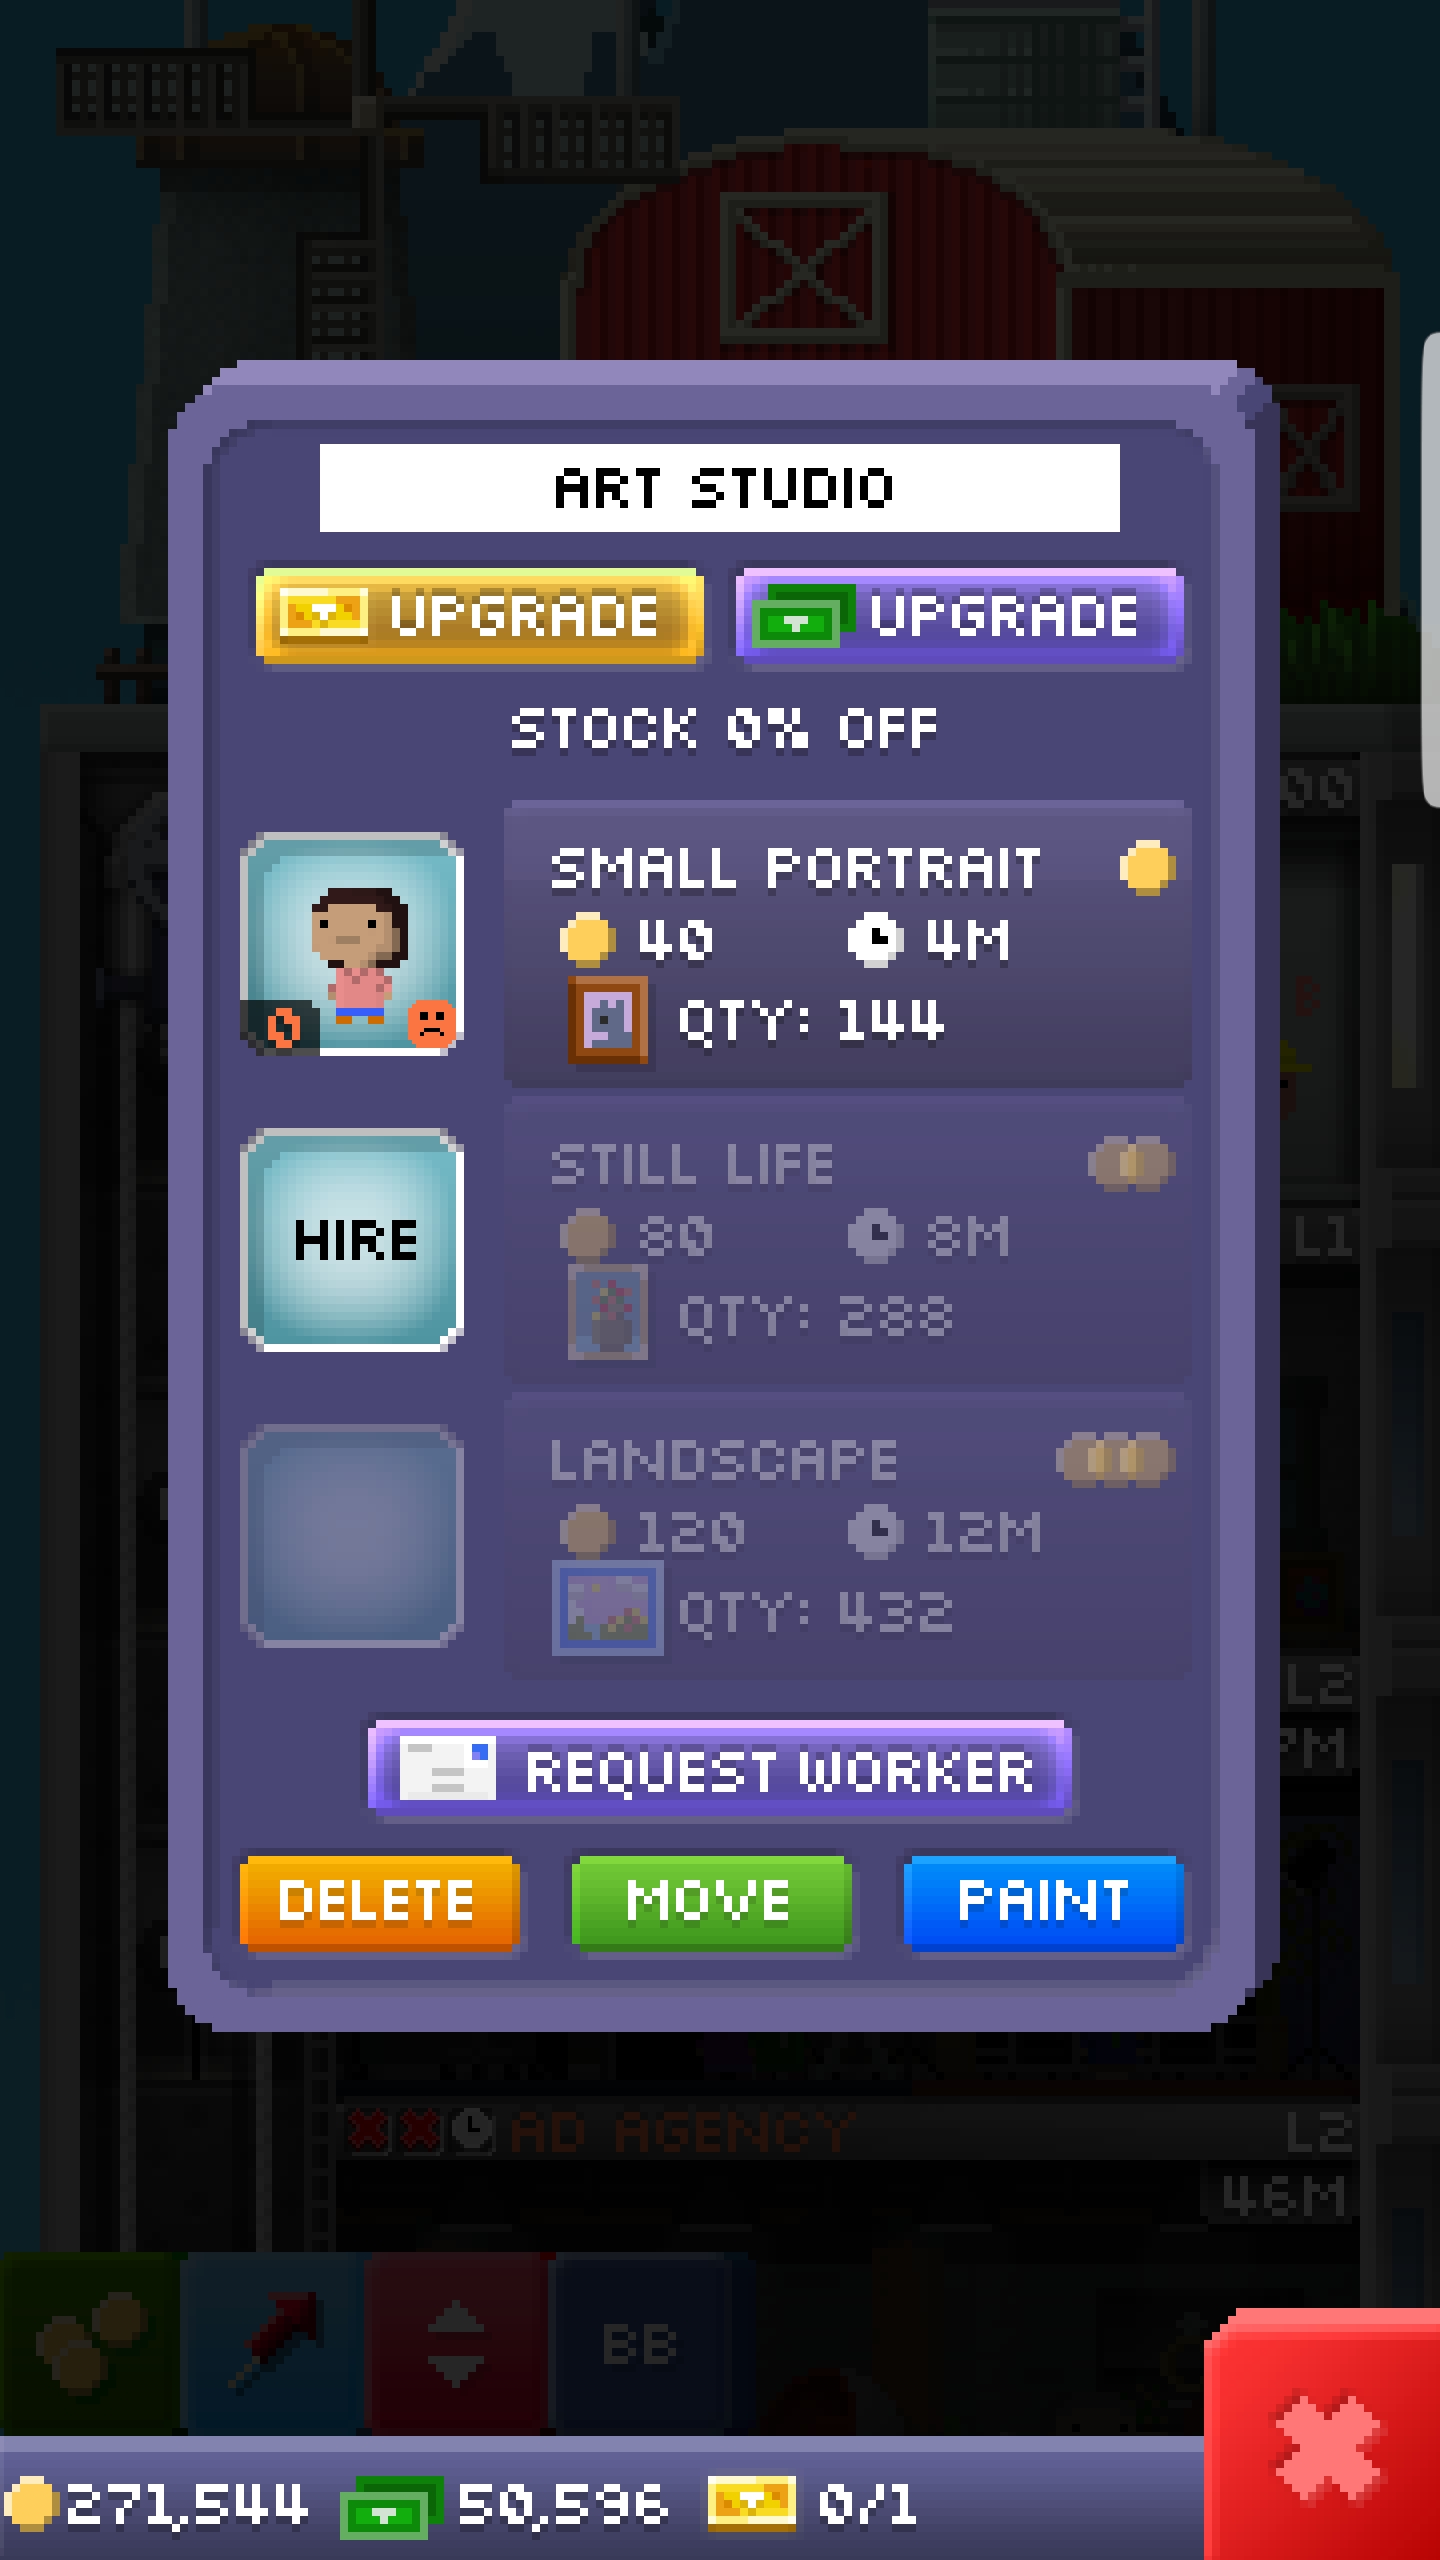 ART STUDIO
UPGRADE UPGRADE
STOCK 0% OFF
SMALL PORTRAIT
40 4M
0 QTY: 144
STILL LIFE
HIRE
80 8M
QTY: 288
LANDSCAPE
120 12M
QTY: 432
REQUEST WORKER
DELETE MOVE PAINT
L1
L2
AD AGENCY L2
46M
BB
271,544 50,596 0/1